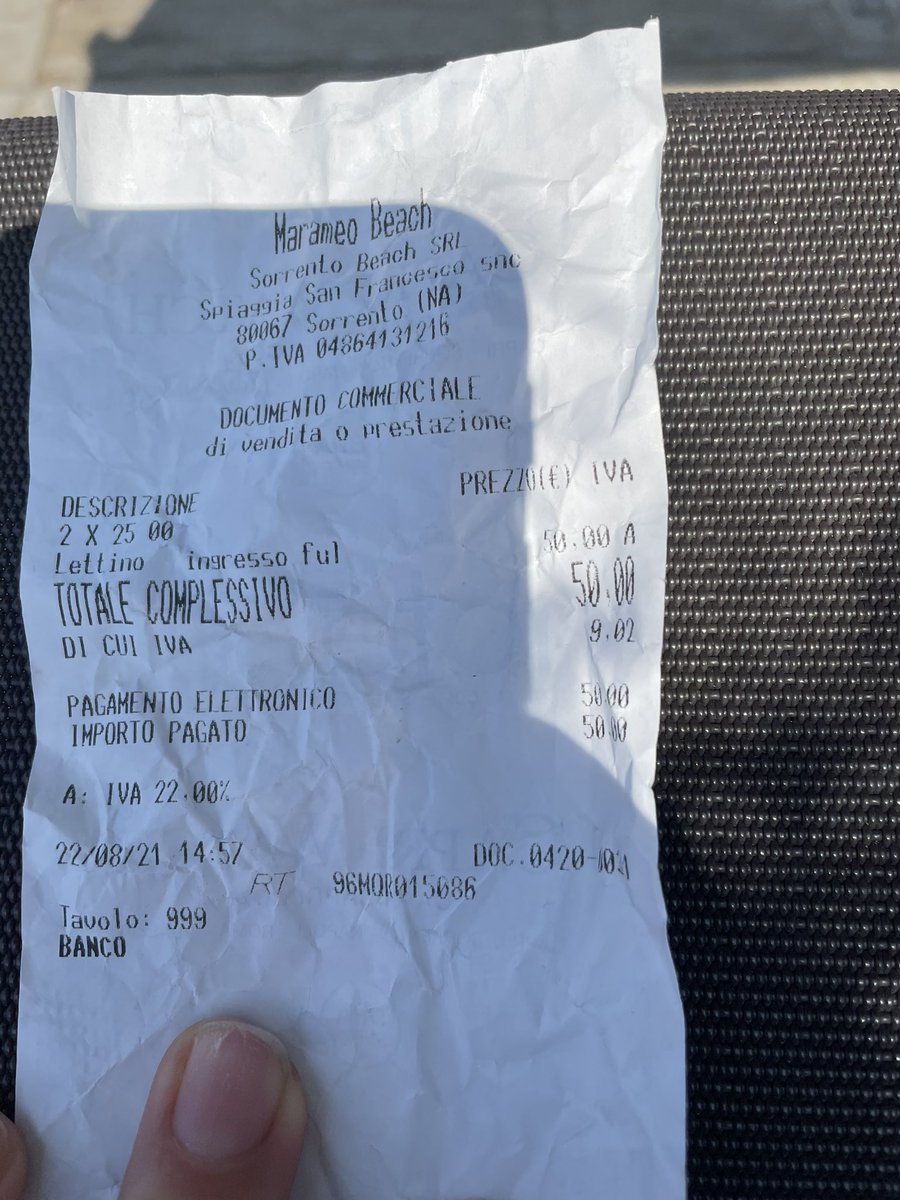 Marameo Beach
Sorrento Beach SRL
Spiaggia San Francesco snc
80067 Sorrento (NA)
P.IVA 04864131216
DOCUMENTO COMMERCIALE
di vendita o prestazione
DESCRIZIONE PREZZO(€) IVA
2 X 25.00
Lettino ingresso ful 50.00 A
TOTALE COMPLESSIVO 50.00
DI CUI IVA 9.02
PAGAMENTO ELETTRONICO 50.00
IMPORTO PAGATO 50.00
A: IVA 22.00%
22/08/21 14:57 DOC.0420-
RT 96MQR015086
Tavolo: 999
BANCO